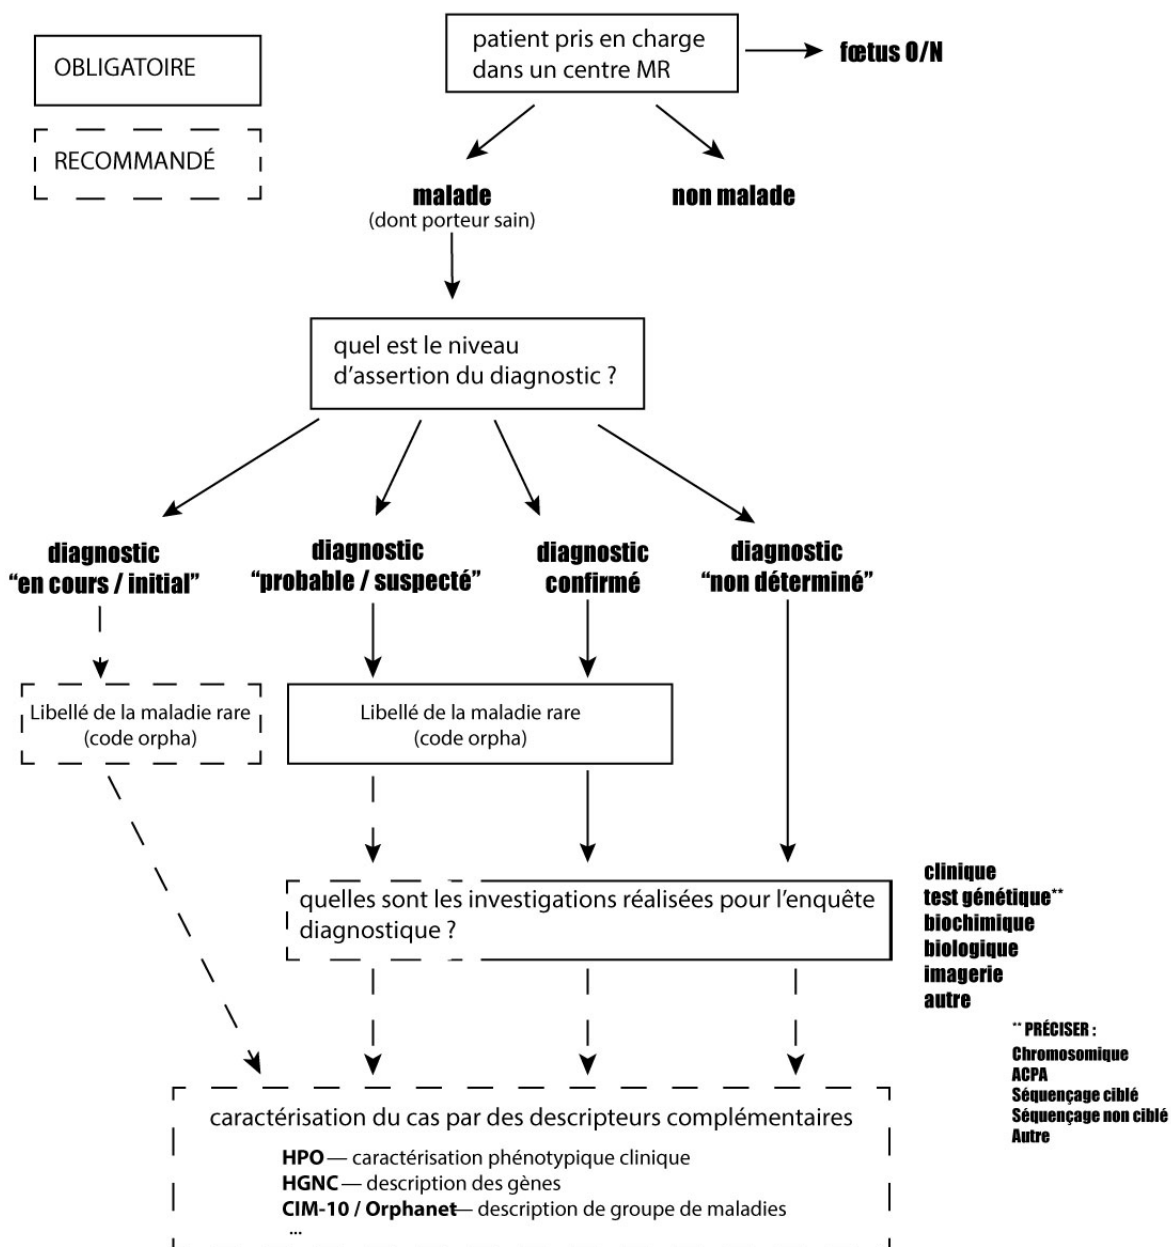 OBLIGATOIRE
RECOMMANDÉ
patient pris en charge
dans un centre MR
fœtus O/N
malade
(dont porteur sain)
non malade
quel est le niveau
d’assertion du diagnostic ?
diagnostic
“en cours / initial”
diagnostic
“probable / suspecté”
diagnostic
confirmé
diagnostic
“non déterminé”
Libellé de la maladie rare
(code orpha)
Libellé de la maladie rare
(code orpha)
quelles sont les investigations réalisées pour l’enquête
diagnostique ?
clinique
test génétique**
biochimique
biologique
imagerie
autre
** PRÉCISER :
Chromosomique
ACPA
Séquençage ciblé
Séquençage non ciblé
Autre
caractérisation du cas par des descripteurs complémentaires
HPO — caractérisation phénotypique clinique
HGNC — description des gènes
CIM-10 / Orphanet— description de groupe de maladies
...